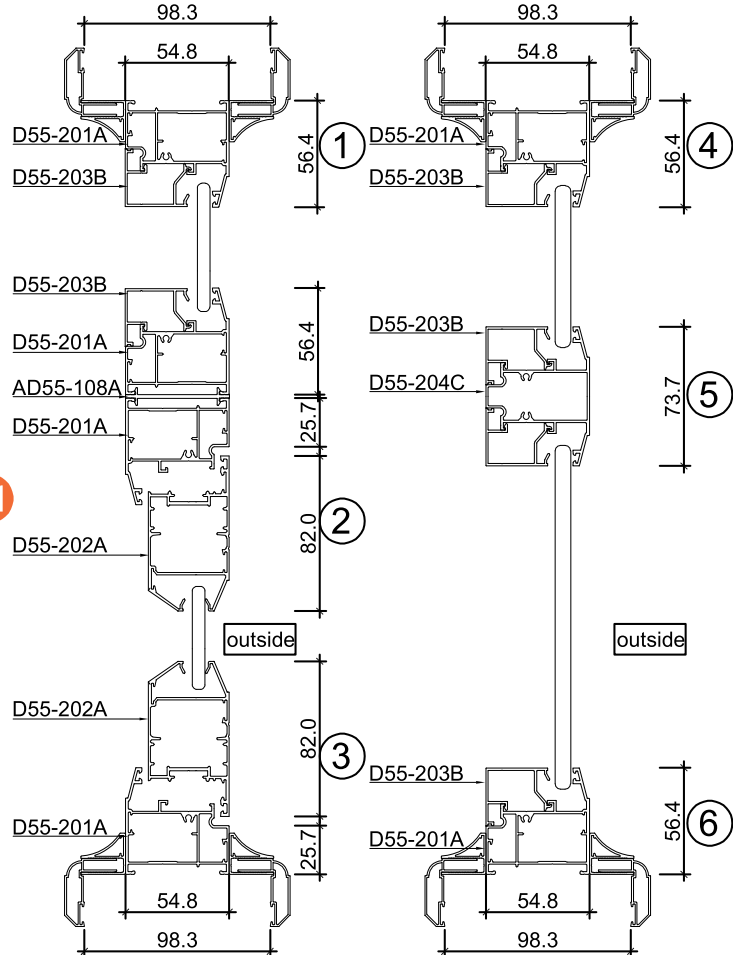 98.3
54.8
D55-201A
D55-203B
56.4
1
D55-203B
D55-201A
AD55-108A
D55-201A
56.4
25.7
D55-202A
82.0
2
outside
D55-202A
82.0
3
D55-201A
25.7
54.8
98.3
98.3
54.8
D55-201A
D55-203B
56.4
4
D55-203B
D55-204C
73.7
5
outside
D55-203B
D55-201A
56.4
6
54.8
98.3